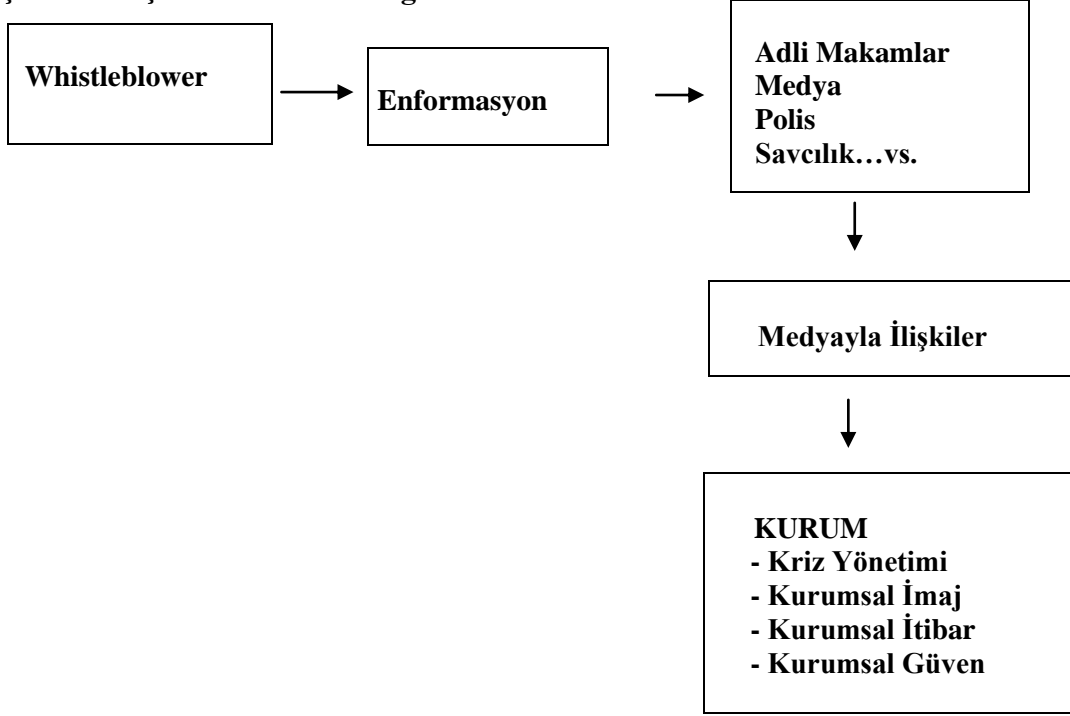 Whistleblower
Enformasyon
Adli Makamlar
Medya
Polis
Savcılık…vs.
Medyayla İlişkiler
KURUM
- Kriz Yönetimi
- Kurumsal İmaj
- Kurumsal İtibar
- Kurumsal Güven